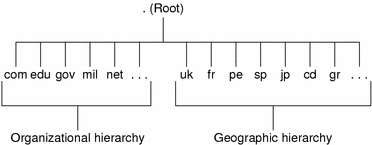 . (Root)
com edu gov mil net . . . uk fr pe sp jp cd gr . . .
Organizational hierarchy Geographic hierarchy